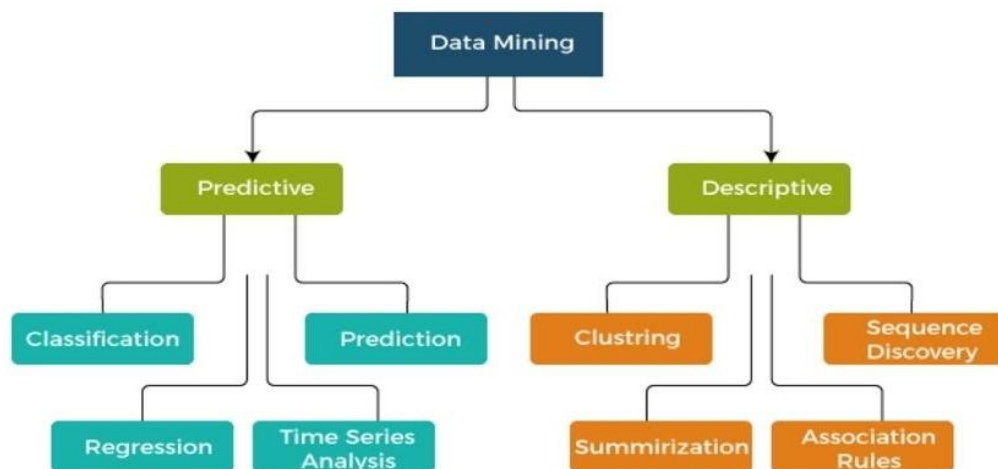 Data Mining
Predictive
Descriptive
Classification
Prediction
Clustring
Sequence
Discovery
Regression
Time Series
Analysis
Summirization
Association
Rules